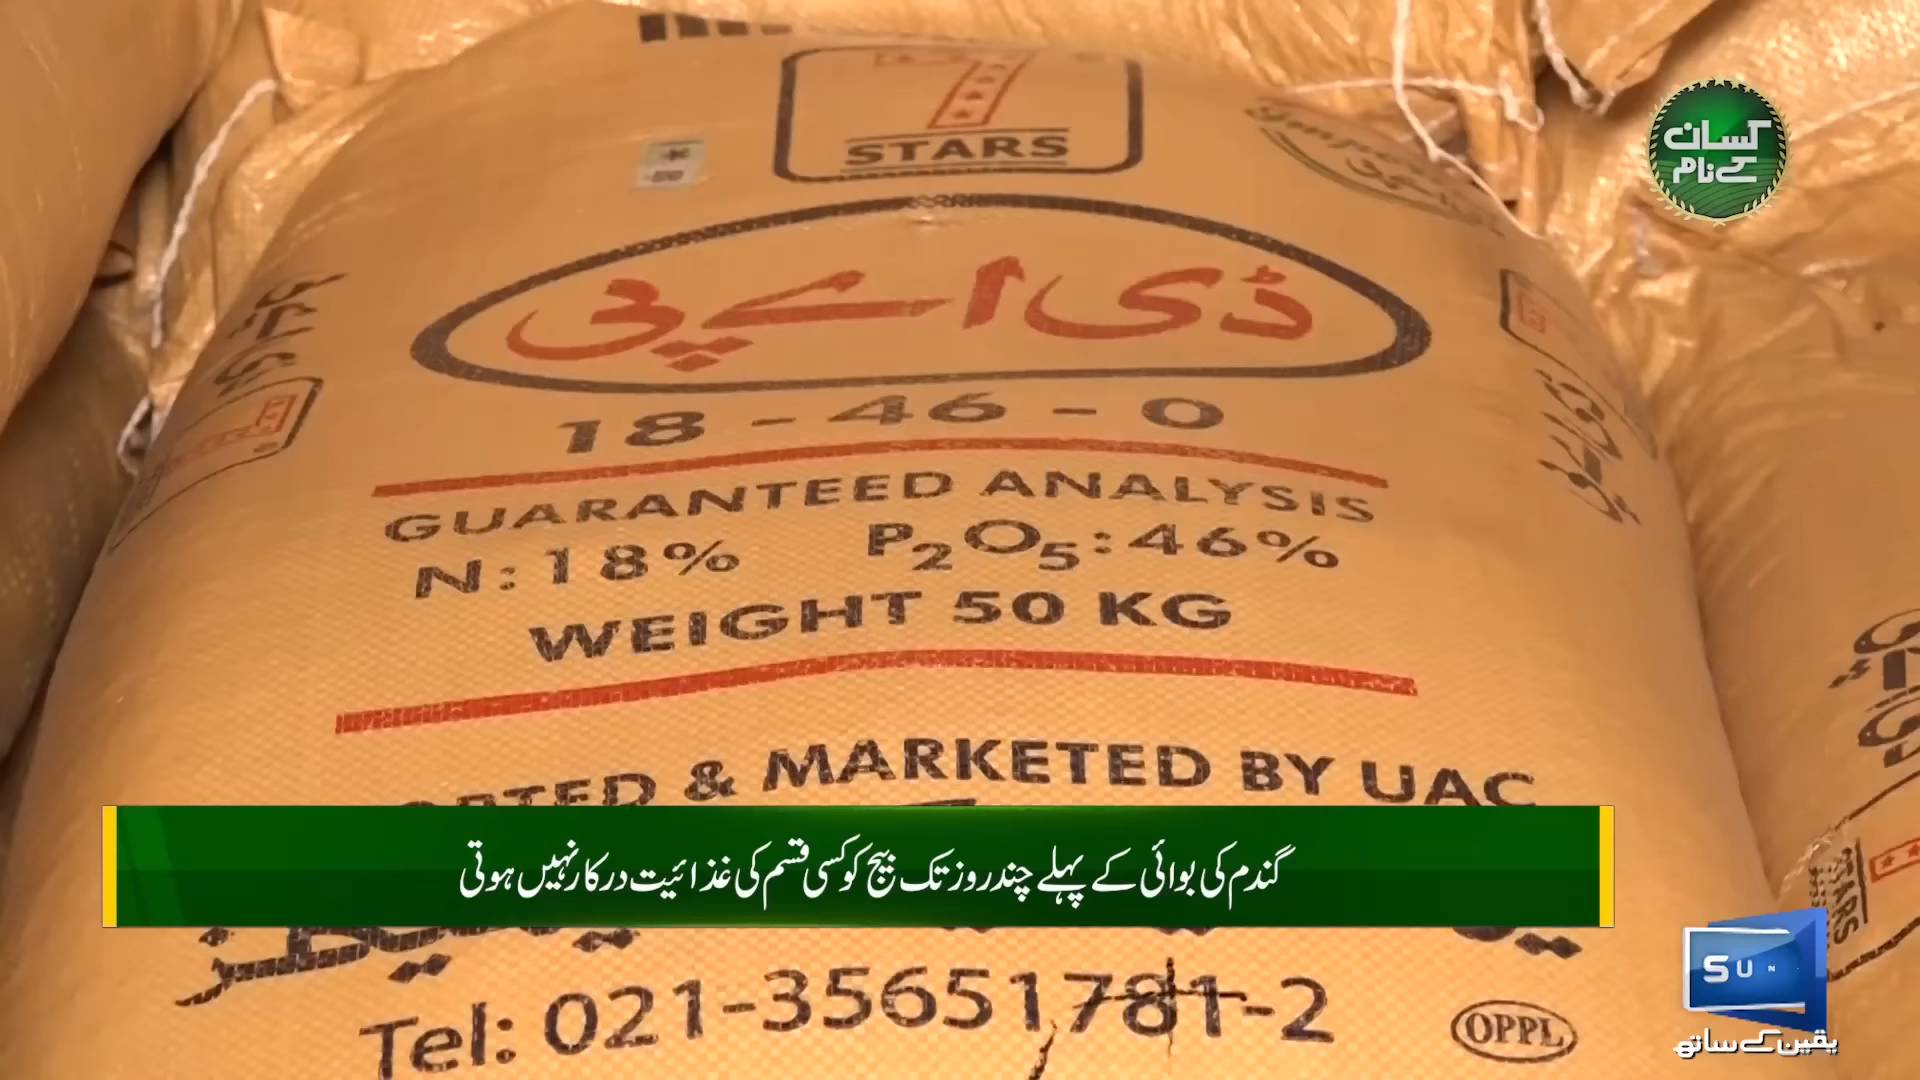 7
STARS
کسان
کے نام
ڈی اے پی
18 - 46 - 0
GUARANTEED ANALYSIS
N: 18% P₂O₅: 46%
WEIGHT 50 KG
& MARKETED BY UAC
گندم کی بوائی کے پہلے چند روز تک بیج کو کسی قسم کی غذائیت درکار نہیں ہوتی
Tel: 021-35651781-2
OPPL
STARS
SUN
یقین کے ساتھ